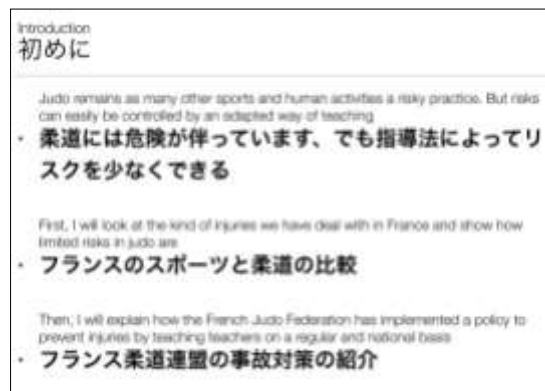 Introduction
初めに
Judo remains as many other sports and human activities a risky practice. But risks
can easily be controlled by an adapted way of teaching
・ 柔道には危険が伴っています、でも指導法によってリ
スクを少なくできる
First, I will look at the kind of injuries we have deal with in France and show how
limited risks in judo are
・ フランスのスポーツと柔道の比較
Then, I will explain how the French Judo Federation has implemented a policy to
prevent injuries by teaching teachers on a regular and national basis
・ フランス柔道連盟の事故対策の紹介